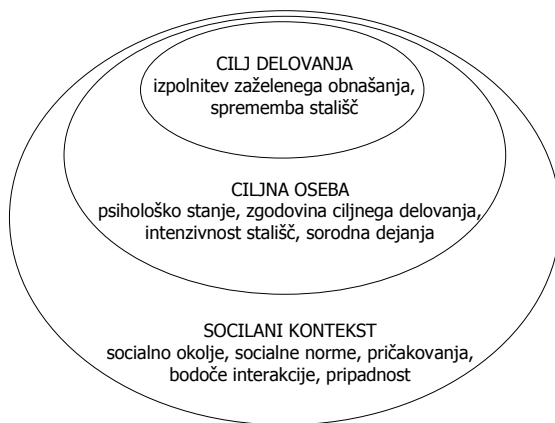 CILJ DELOVANJA
izpolnitev zaželenega obnašanja,
sprememba stališč
CILJNA OSEBA
psihološko stanje, zgodovina ciljnega delovanja,
intenzivnost stališč, sorodna dejanja
SOCILANI KONTEKST
socialno okolje, socialne norme, pričakovanja,
bodoče interakcije, pripadnost